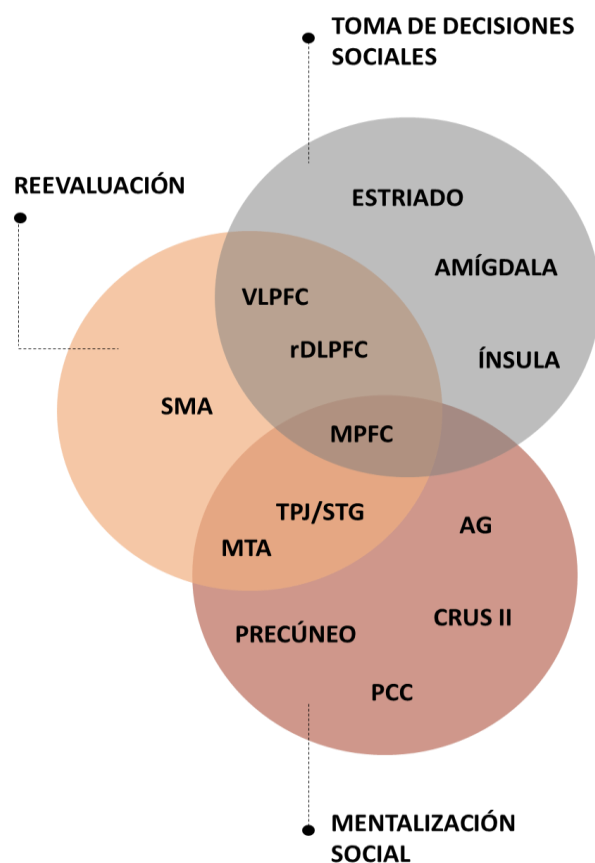 TOMA DE DECISIONES
SOCIALES
REEVALUACIÓN
ESTRIADO
AMÍGDALA
VLPFC
rDLPFC
ÍNSULA
SMA
MPFC
TPJ/STG
AG
MTA
CRUS II
PRECÚNEO
PCC
MENTALIZACIÓN
SOCIAL